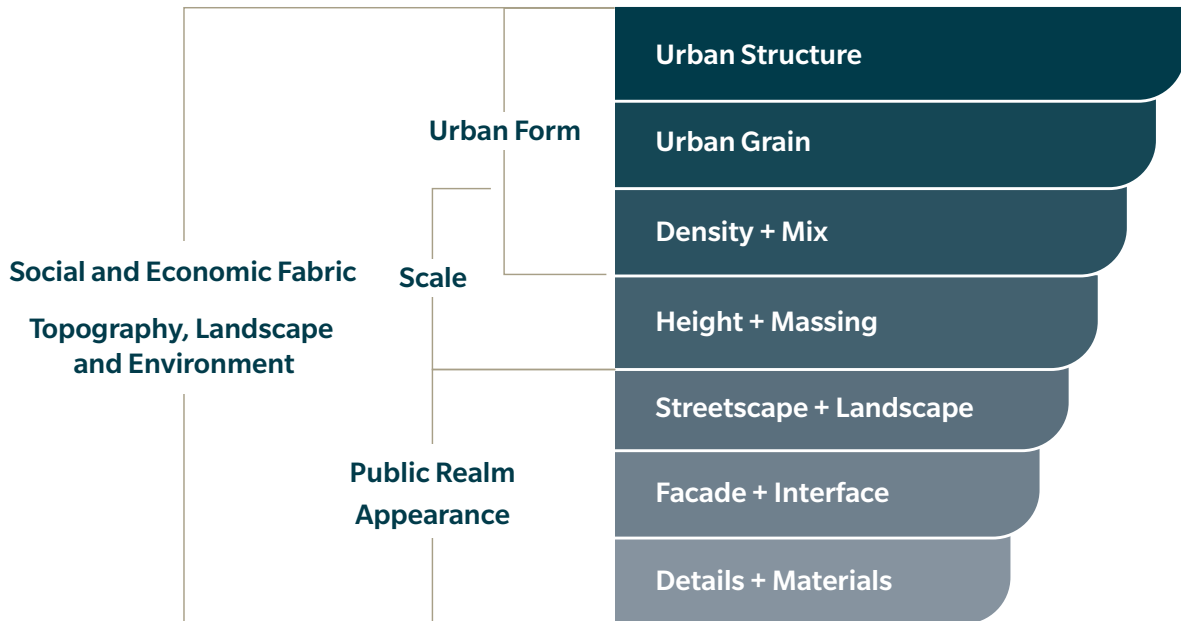 Social and Economic Fabric
Topography, Landscape
and Environment
Urban Form
Scale
Public Realm
Appearance
Urban Structure
Urban Grain
Density + Mix
Height + Massing
Streetscape + Landscape
Facade + Interface
Details + Materials